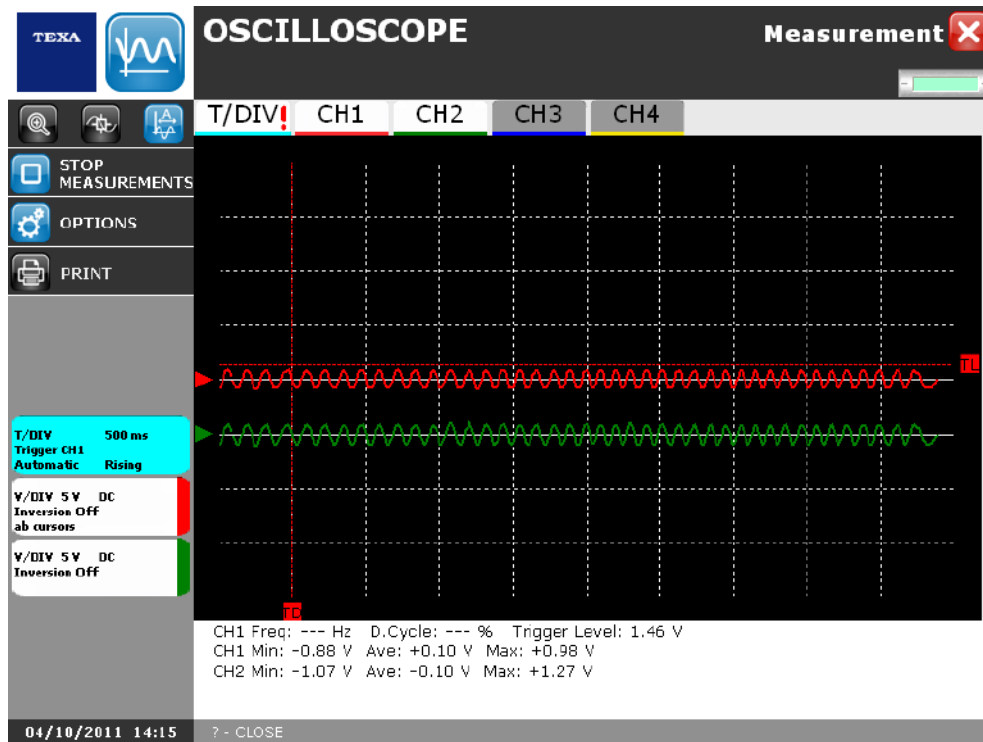 TEXA
OSCILLOSCOPE
Measurement
T/DIV! CH1 CH2 CH3 CH4
STOP
MEASUREMENTS
OPTIONS
PRINT
TL
T/DIV 500 ms
Trigger CH1
Automatic Rising
V/DIV 5 V DC
Inversion Off
ab cursors
V/DIV 5 V DC
Inversion Off
TD
CH1 Freq: --- Hz D.Cycle: --- % Trigger Level: 1.46 V
CH1 Min: -0.88 V Ave: +0.10 V Max: +0.98 V
CH2 Min: -1.07 V Ave: -0.10 V Max: +1.27 V
04/10/2011 14:15
? - CLOSE